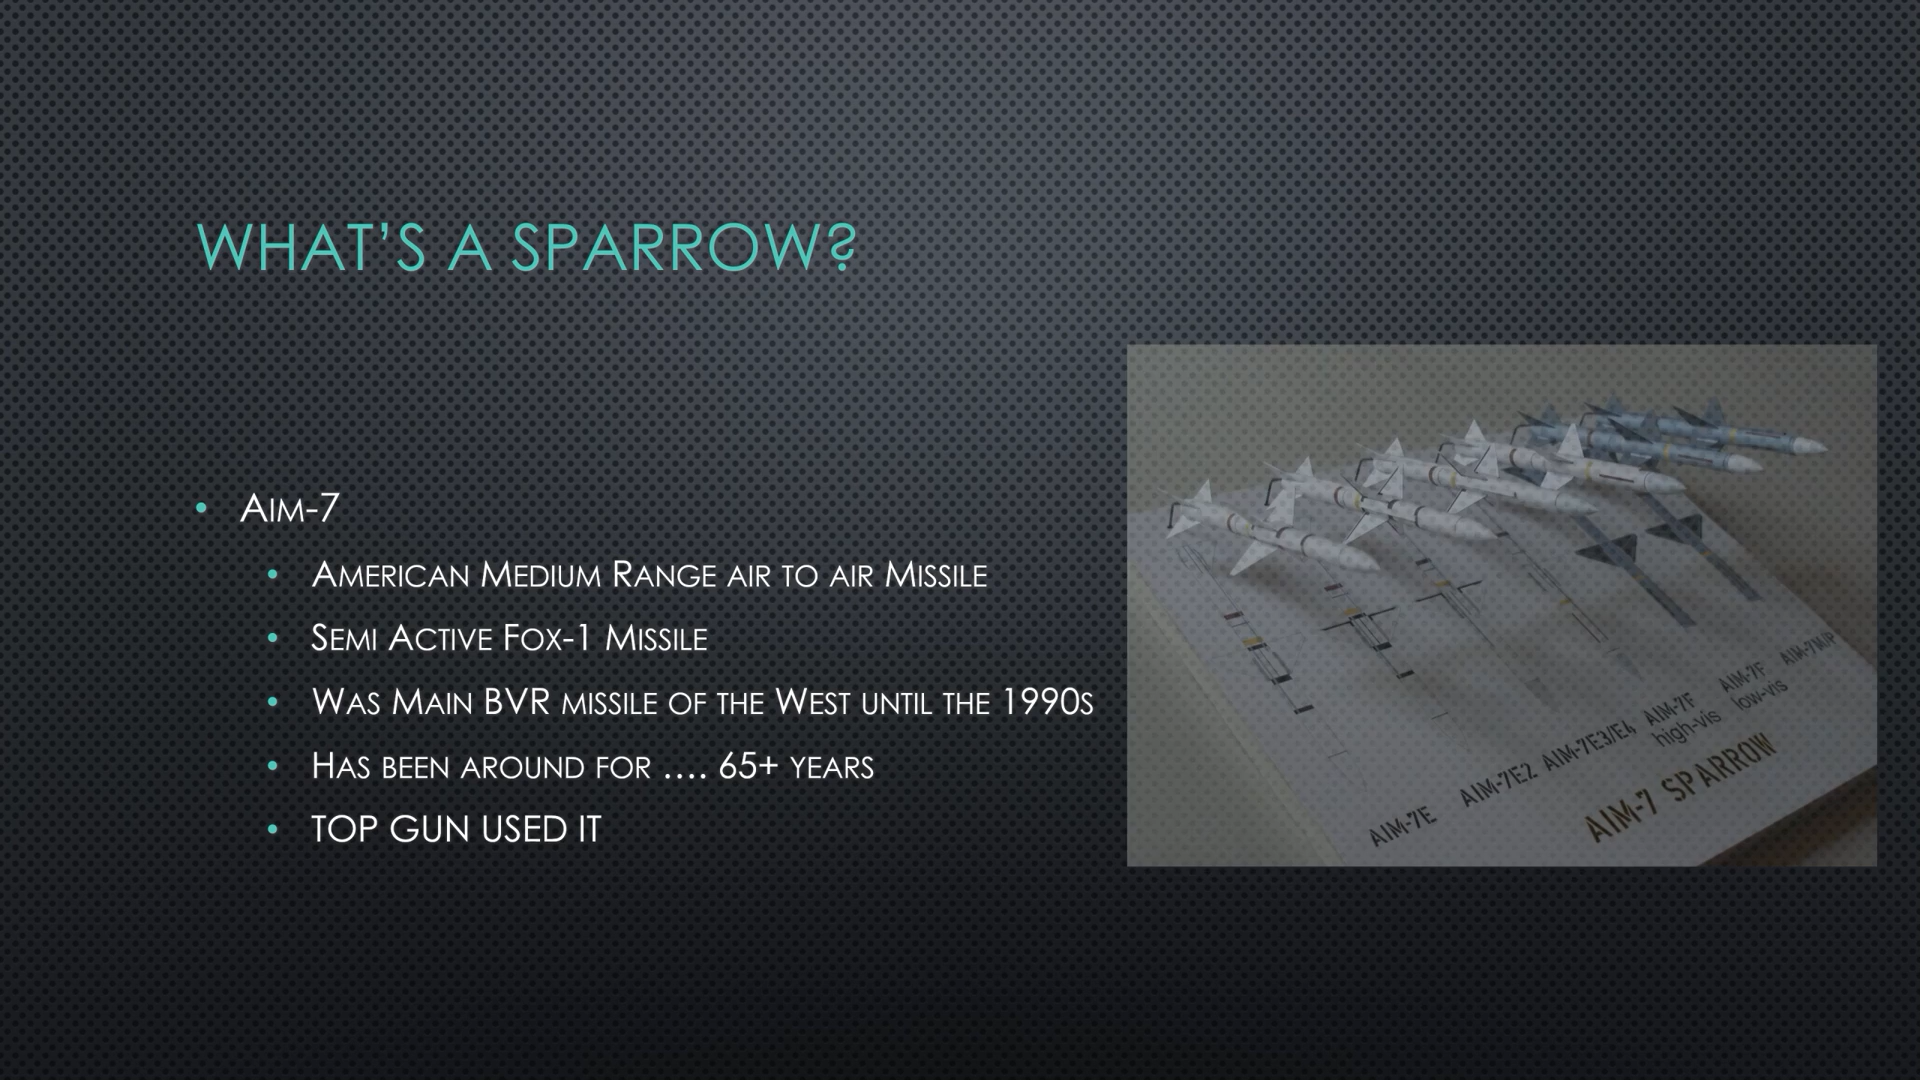 WHAT'S A SPARROW?
• AIM-7
• AMERICAN MEDIUM RANGE AIR TO AIR MISSILE
• SEMI ACTIVE FOX-1 MISSILE
• WAS MAIN BVR MISSILE OF THE WEST UNTIL THE 1990S
• HAS BEEN AROUND FOR .... 65+ YEARS
• TOP GUN USED IT
AIM-7E
AIM-7E2
AIM-7E3/E4
AIM-7F
high-vis
AIM-7F
low-vis
AIM-7M/P
AIM-7 SPARROW